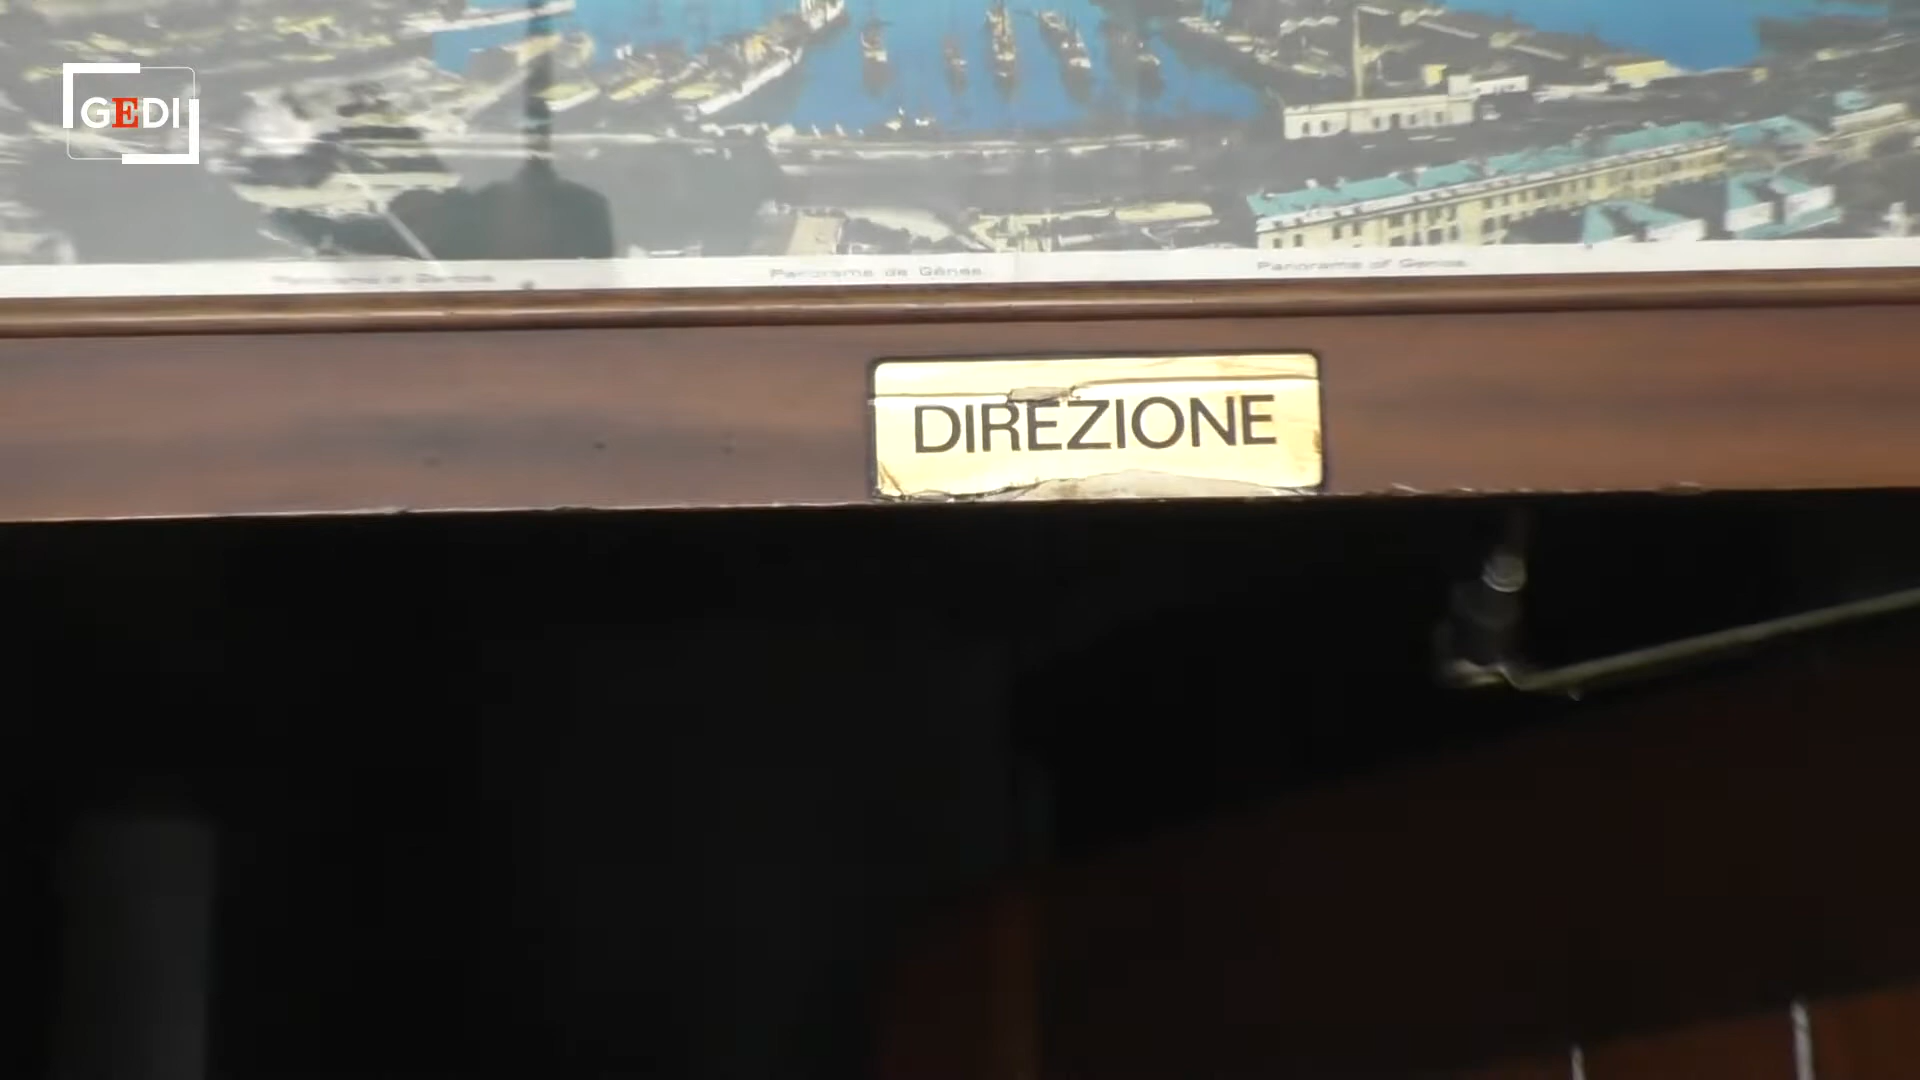 GEDI
Panorama de Gênes
Panorama of Genoa
DIREZIONE